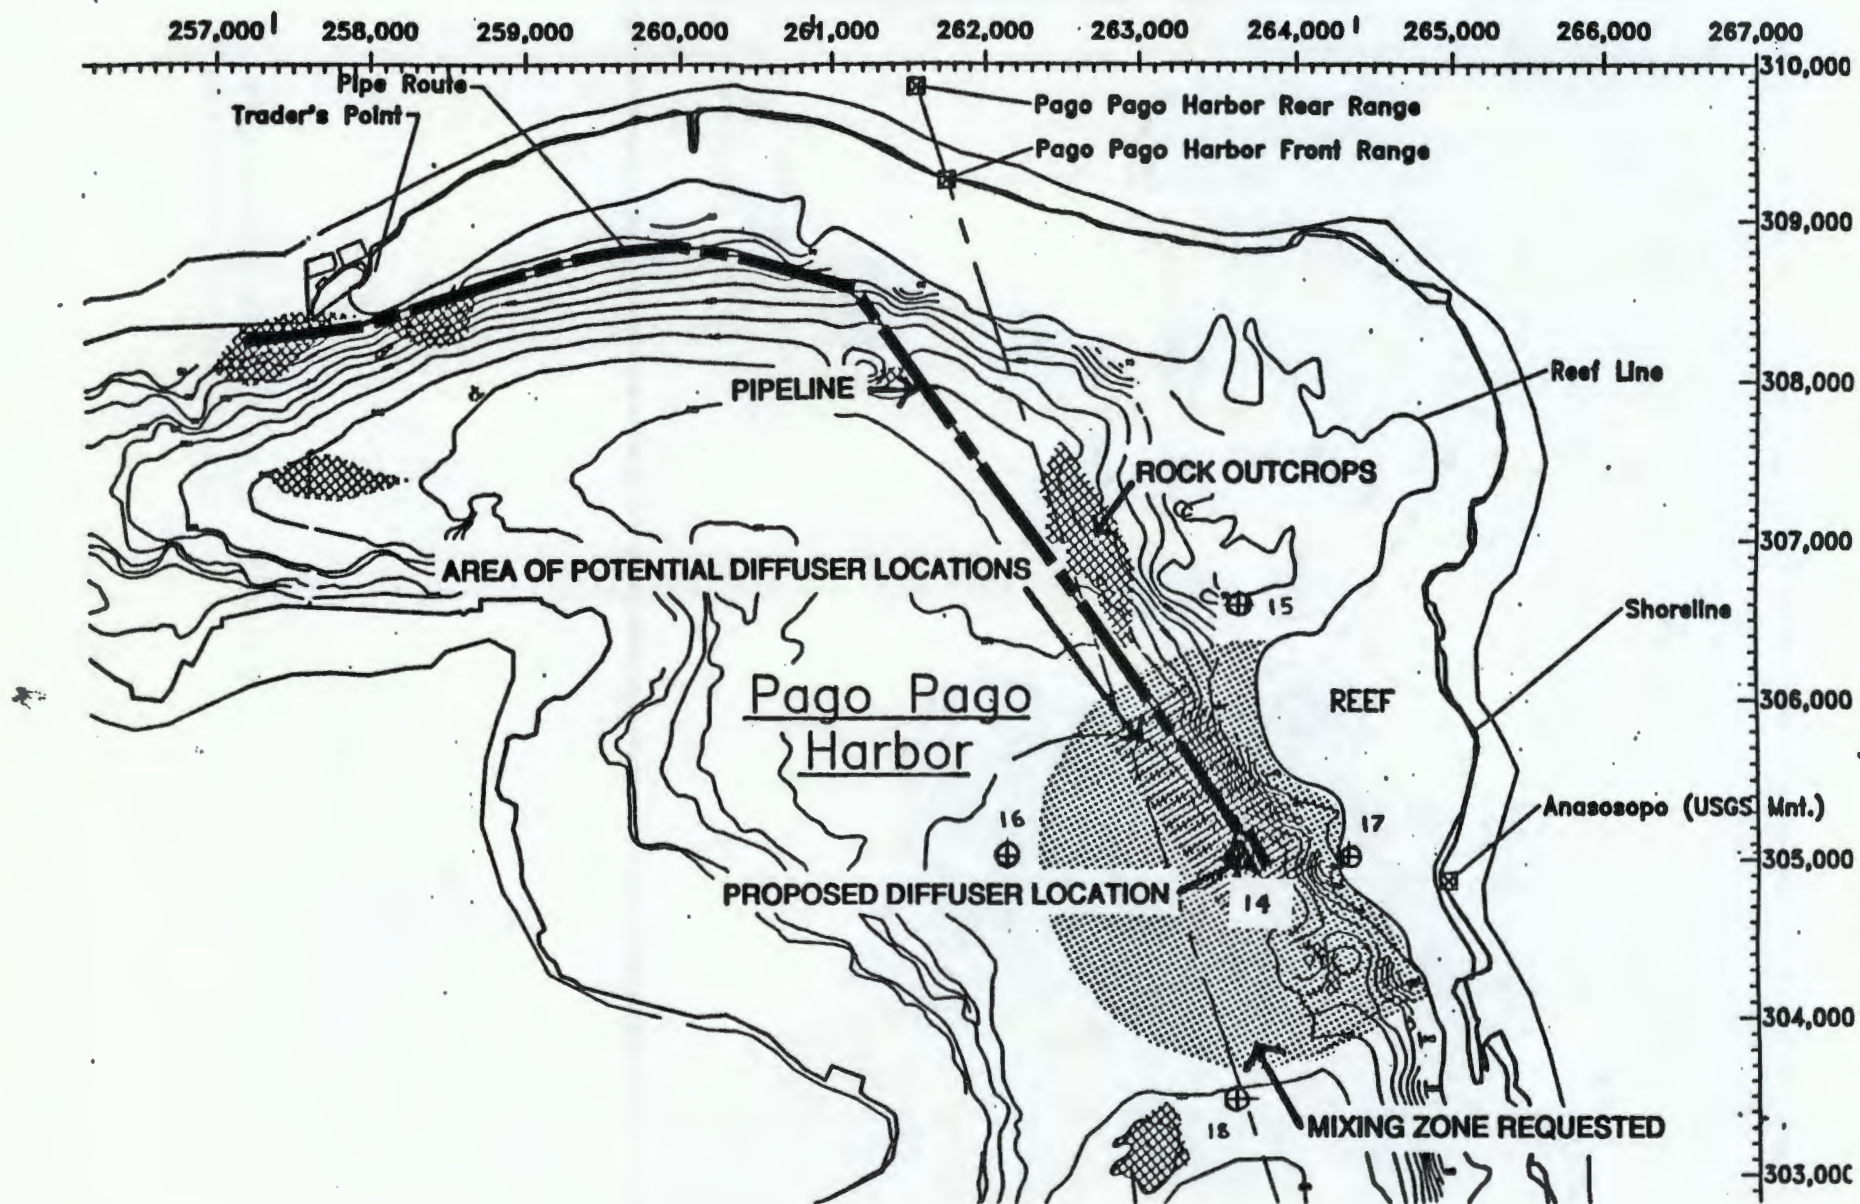 257,000 258,000 259,000 260,000 261,000 262,000 263,000 264,000 265,000 266,000 267,000
310,000
Pipe Route
Trader's Point
Pago Pago Harbor Rear Range
Pago Pago Harbor Front Range
309,000
Reef Line
308,000
PIPELINE
ROCK OUTCROPS
307,000
AREA OF POTENTIAL DIFFUSER LOCATIONS
15
Shoreline
Pago Pago
Harbor
REEF
306,000
Anasosopo (USGS Mnt.)
16
17
305,000
PROPOSED DIFFUSER LOCATION
14
304,000
18
MIXING ZONE REQUESTED
303,000